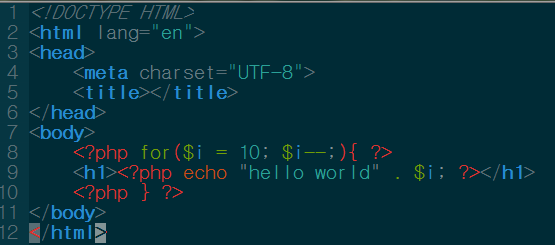 1 <!DOCTYPE HTML>
2 <html lang="en">
3 <head>
4     <meta charset="UTF-8">
5     <title></title>
6 </head>
7 <body>
8     <?php for($i = 10; $i--;){ ?>
9     <h1><?php echo "hello world" . $i; ?></h1>
10     <?php } ?>
11 </body>
12 </html>